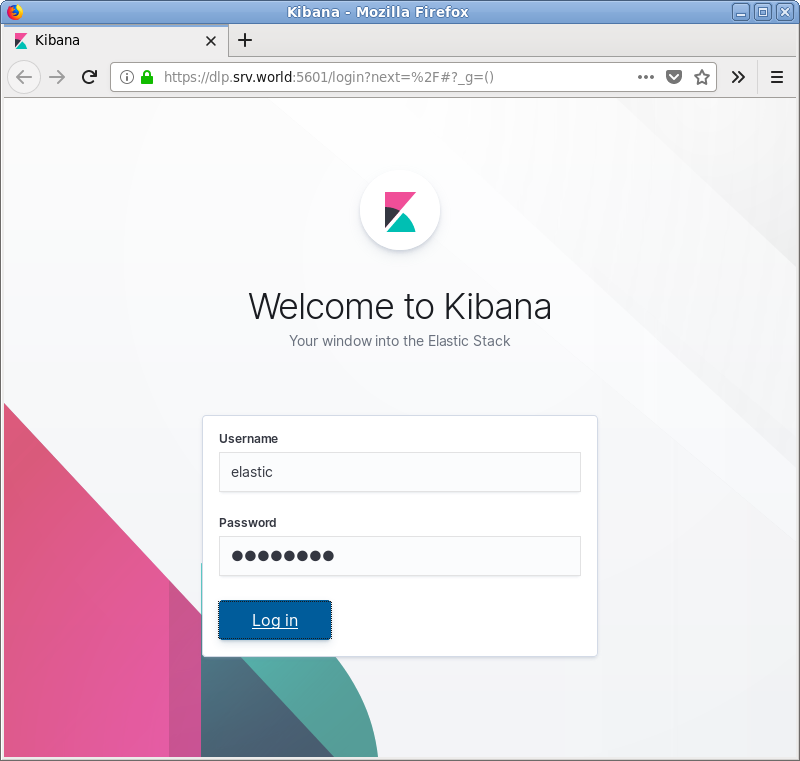 Kibana - Mozilla Firefox
Kibana
https://dlp.srv.world:5601/login?next=%2F#?_g=()
Welcome to Kibana
Your window into the Elastic Stack
Username
elastic
Password
●●●●●●●●
Log in